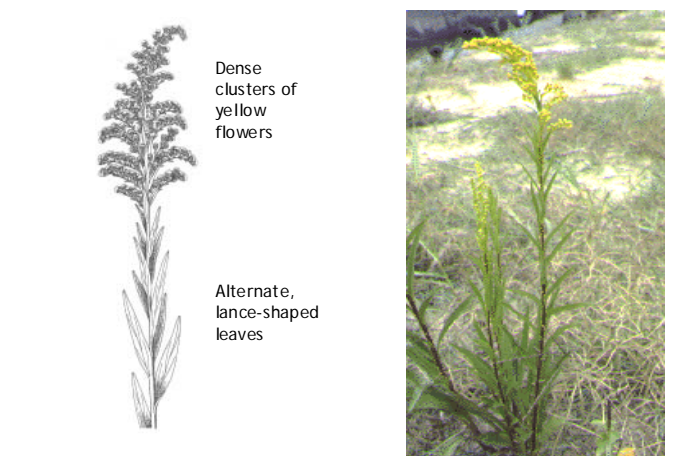 Dense
clusters of
yellow
flowers
Alternate,
lance-shaped
leaves